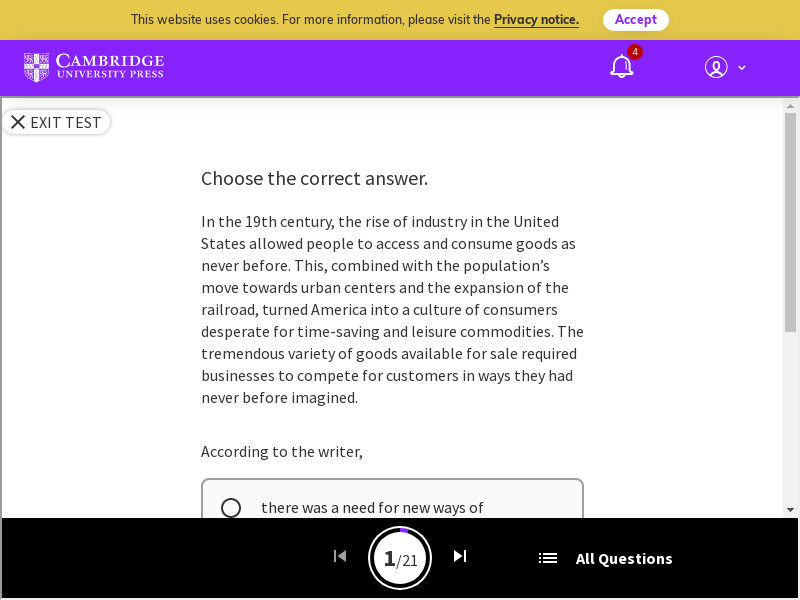 This website uses cookies. For more information, please visit the Privacy notice. Accept
CAMBRIDGE
UNIVERSITY PRESS
4
EXIT TEST
Choose the correct answer.
In the 19th century, the rise of industry in the United
States allowed people to access and consume goods as
never before. This, combined with the population’s
move towards urban centers and the expansion of the
railroad, turned America into a culture of consumers
desperate for time-saving and leisure commodities. The
tremendous variety of goods available for sale required
businesses to compete for customers in ways they had
never before imagined.
According to the writer,
there was a need for new ways of
1/21
All Questions